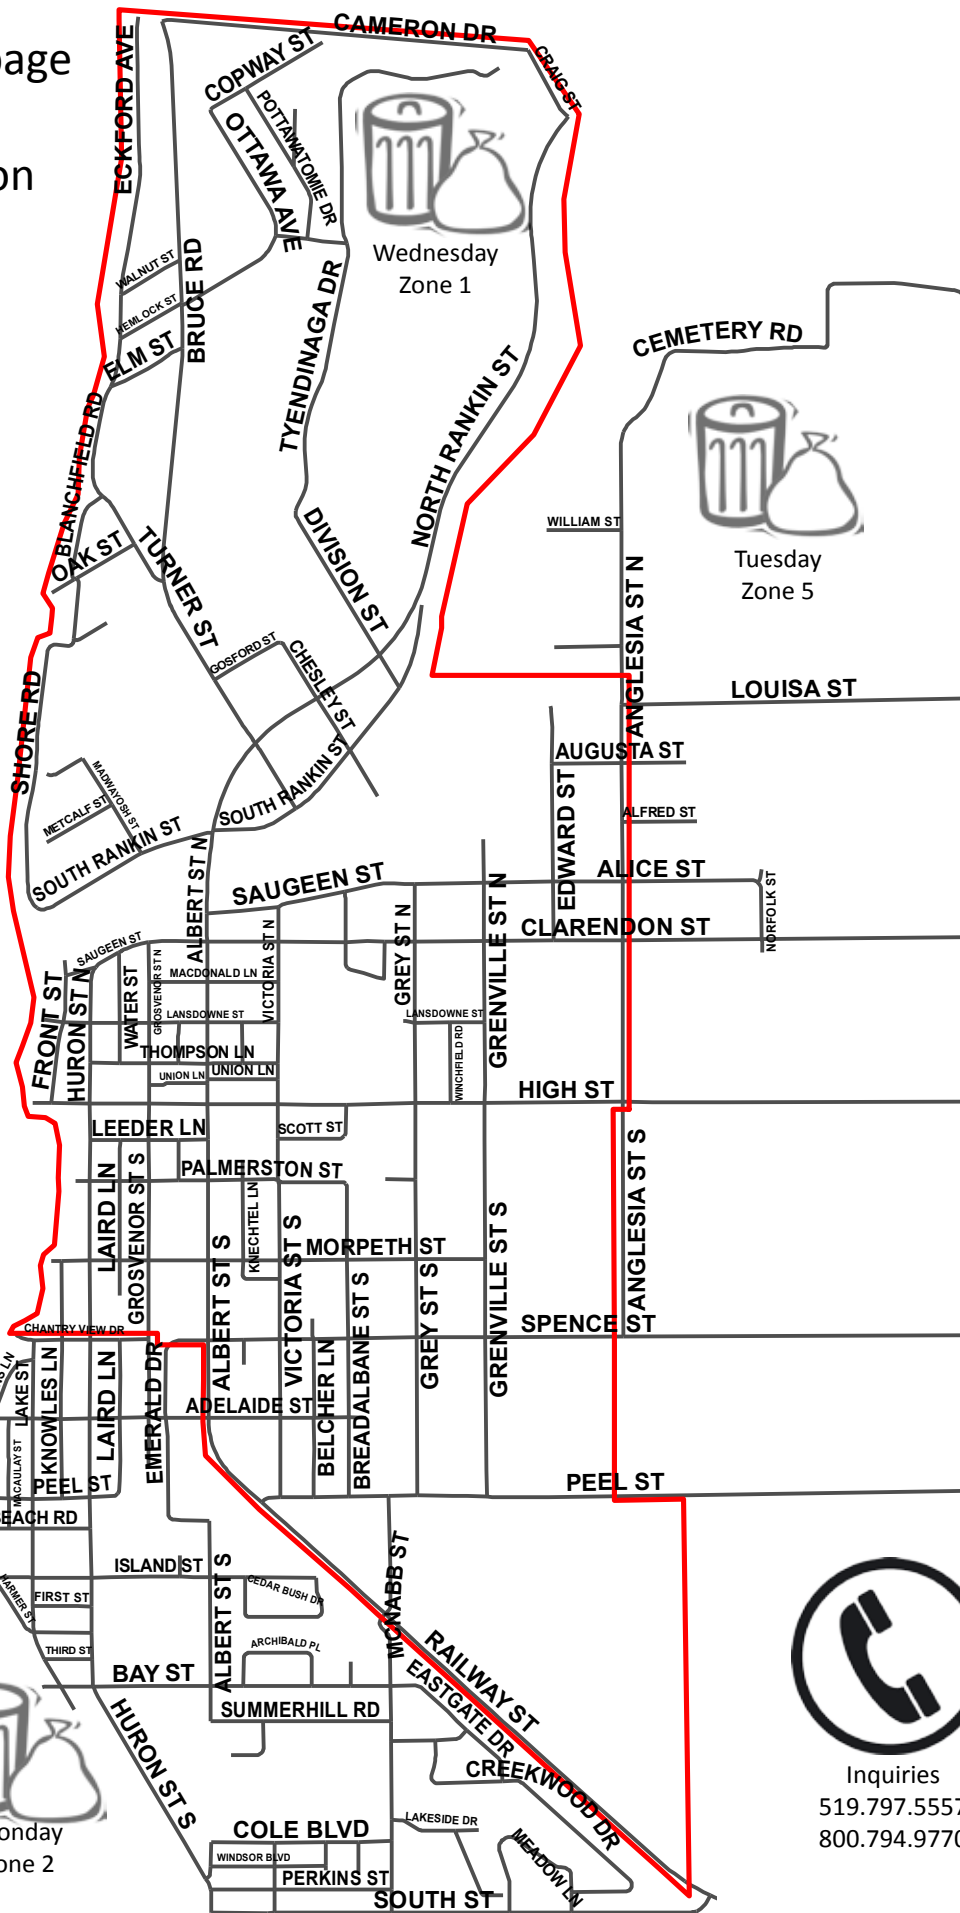 CAMERON DR
CRAIG ST
ECKFORD AVE
COPWAY ST
POTTAWATOMIE DR
OTTAWA AVE
Wednesday
Zone 1
WALNUT ST
BRUCE RD
HEMLOCK ST
ELM ST
TYENDINAGA DR
NORTH RANKIN ST
CEMETERY RD
BLANCHFIELD RD
OAK ST
TURNER ST
DIVISION ST
WILLIAM ST
Tuesday
Zone 5
ANGLESIA ST N
GOSFORD ST
CHESLEY ST
LOUISA ST
SHORE RD
AUGUSTA ST
MADWAYOSH ST
METCALF ST
SOUTH RANKIN ST
SOUTH RANKIN ST
EDWARD ST
ALFRED ST
ALBERT ST N
SAUGEEN ST
ALICE ST
NORFOLK ST
CLARENDON ST
SAUGEEN ST
GREY ST N
GRENVILLE ST N
FRONT ST
HURON ST N
WATER ST
GROSVENOR ST N
MACDONALD LN
VICTORIA ST N
LANSDOWNE ST
LANSDOWNE ST
WINCHFIELD RD
THOMPSON LN
UNION LN
UNION LN
HIGH ST
LEEDER LN
SCOTT ST
LAIRD LN
GROSVENOR ST S
PALMERSTON ST
KNECHTEL LN
VICTORIA ST S
ANGLESIA ST S
ALBERT ST S
MORPETH ST
GREY ST S
GRENVILLE ST S
CHANTRY VIEW DR
SPENCE ST
LAKE ST
KNOWLES LN
LAIRD LN
EMERALD DR
BELCHER LN
BREADALBANE ST S
ADELAIDE ST
MACAULAY ST
PEEL ST
PEEL ST
EACH RD
ISLAND ST
ALBERT ST S
CEDAR BUSH DR
MCNABB ST
HARMER ST
FIRST ST
THIRD ST
ARCHIBALD PL
BAY ST
RAILWAY ST
EASTGATE DR
SUMMERHILL RD
HURON ST S
CREEKWOOD DR
Inquiries
519.797.5557
800.794.9770
onday
one 2
COLE BLVD
LAKESIDE DR
WINDSOR BLVD
MEADOW LN
PERKINS ST
SOUTH ST